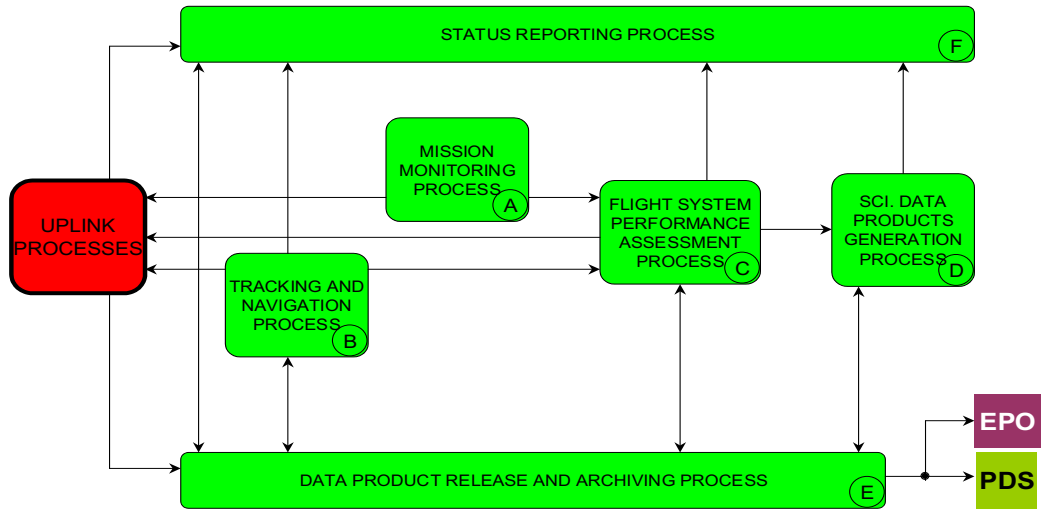 STATUS REPORTING PROCESS
F
MISSION
MONITORING
PROCESS
A
UPLINK
PROCESSES
FLIGHT SYSTEM
PERFORMANCE
ASSESSMENT
PROCESS
C
SCI. DATA
PRODUCTS
GENERATION
PROCESS
D
TRACKING AND
NAVIGATION
PROCESS
B
EPO
DATA PRODUCT RELEASE AND ARCHIVING PROCESS
E
PDS